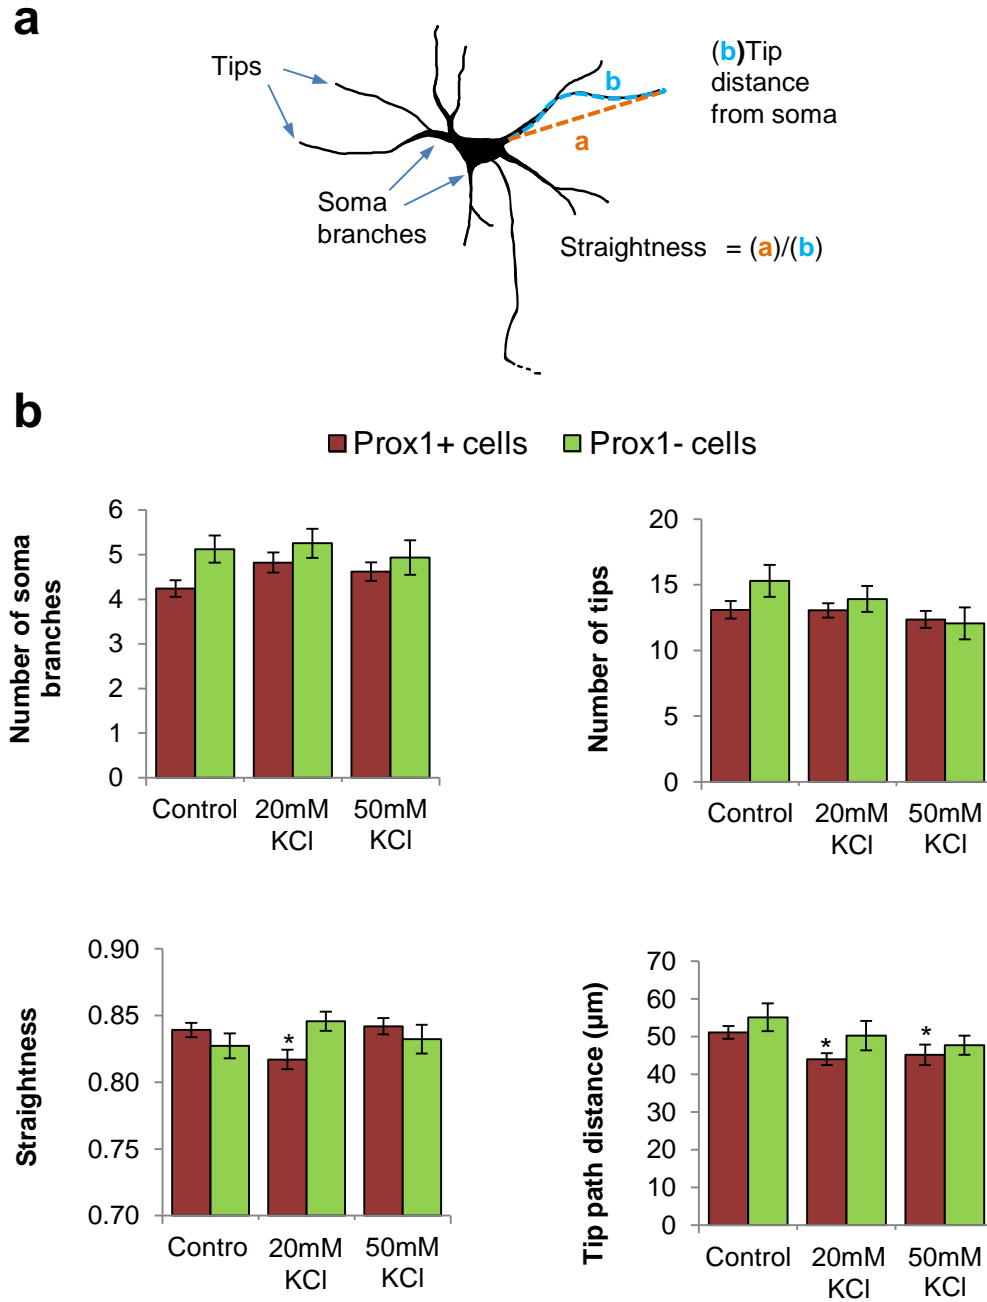 a
Tips
Soma
branches
b
a
(b)Tip
distance
from soma
Straightness = (a)/(b)
b
Prox1+ cells
Prox1- cells
Number of soma
branches
6
5
4
3
2
1
0
Control
20mM
KCl
50mM
KCl
Number of tips
20
15
10
5
0
Control
20mM
KCl
50mM
KCl
Straightness
0.90
0.85
0.80
0.75
0.70
*
Contro
20mM
KCl
50mM
KCl
Tip path distance (µm)
70
60
50
40
30
20
10
0
*
*
Control
20mM
KCl
50mM
KCl